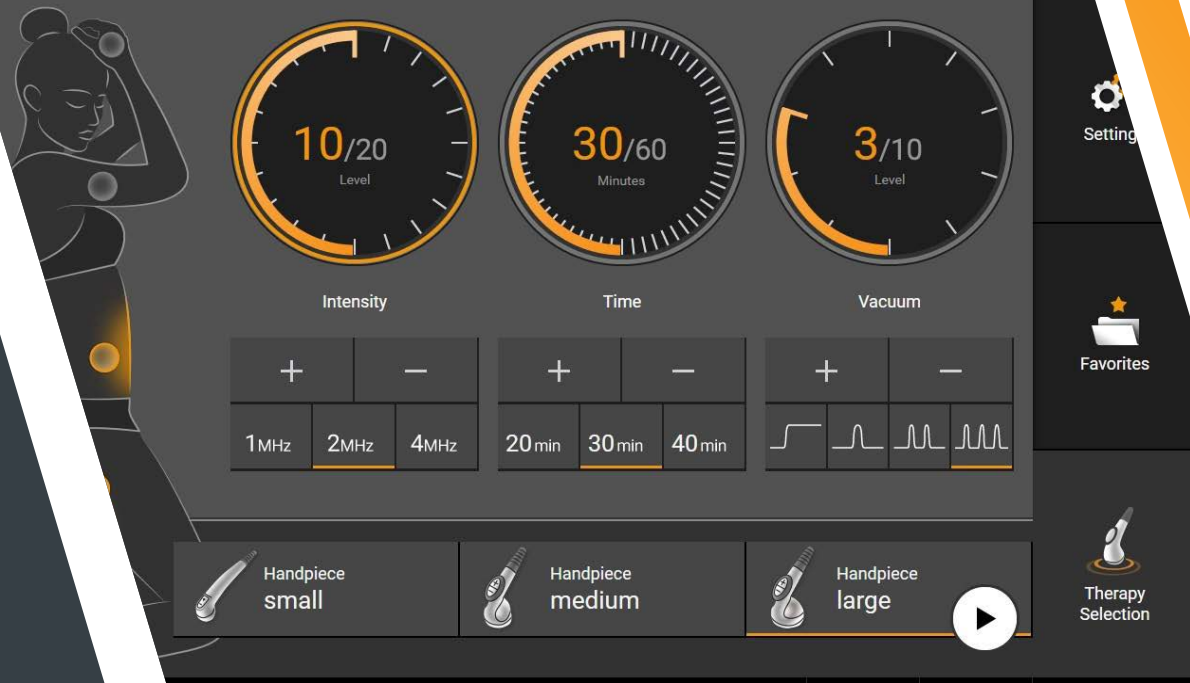 10/20
Level
30/60
Minutes
3/10
Level
Intensity
Time
Vacuum
+
−
+
−
+
−
1MHz
2MHz
4MHz
20min
30min
40min
Handpiece
small
Handpiece
medium
Handpiece
large
Setting
Favorites
Therapy
Selection